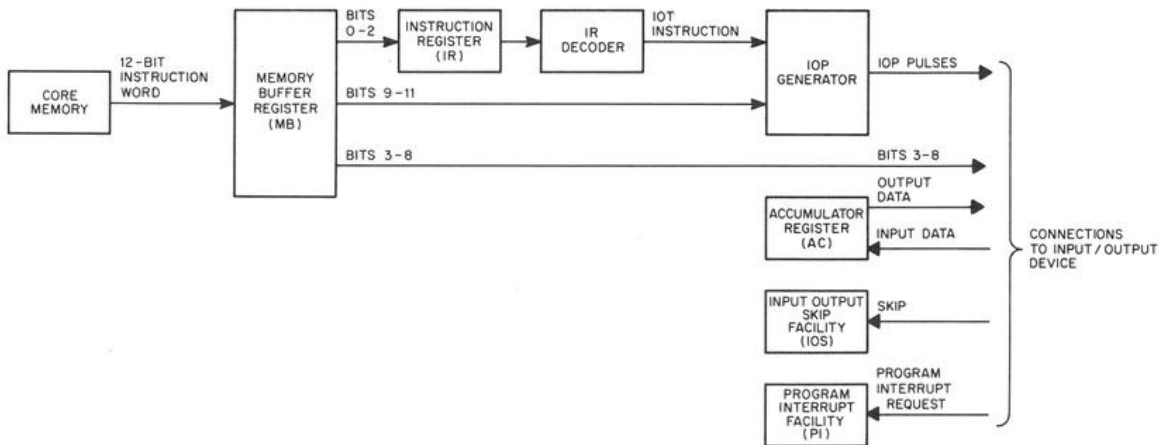 CORE
MEMORY
12-BIT
INSTRUCTION
WORD
MEMORY
BUFFER
REGISTER
(MB)
BITS
0-2
INSTRUCTION
REGISTER
(IR)
IR
DECODER
IOT
INSTRUCTION
IOP
GENERATOR
IOP PULSES
BITS 9-11
BITS 3-8
BITS 3-8
OUTPUT
DATA
ACCUMULATOR
REGISTER
(AC)
INPUT DATA
INPUT OUTPUT
SKIP
FACILITY
(IOS)
SKIP
PROGRAM
INTERRUPT
FACILITY
(PI)
PROGRAM
INTERRUPT
REQUEST
CONNECTIONS
TO INPUT/OUTPUT
DEVICE